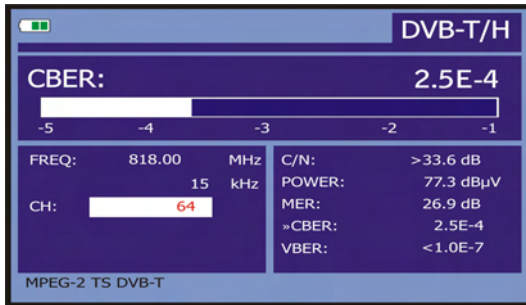 DVB-T/H
CBER: 2.5E-4
-5 -4 -3 -2 -1
FREQ: 818.00 MHz
15 kHz
CH: 64
C/N: >33.6 dB
POWER: 77.3 dBµV
MER: 26.9 dB
»CBER: 2.5E-4
VBER: <1.0E-7
MPEG-2 TS DVB-T